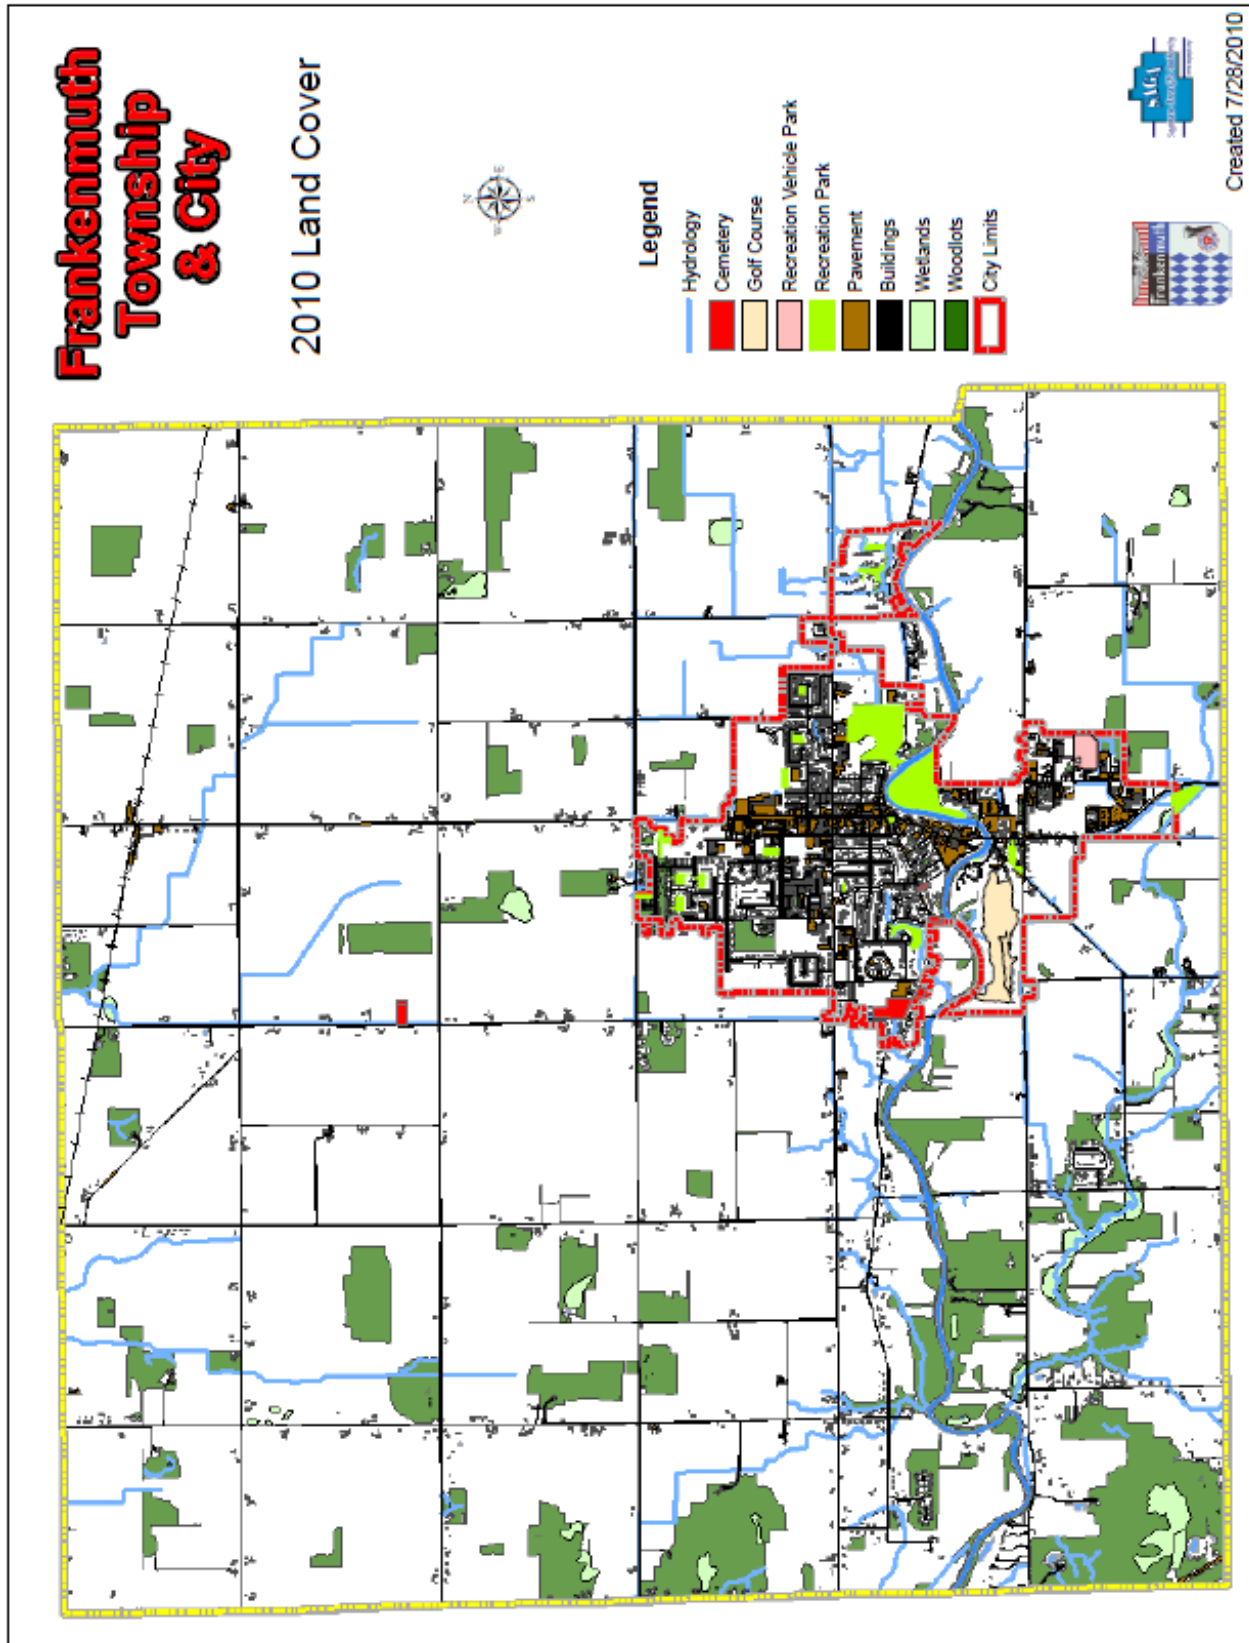 Frankenmuth
Township
& City
2010 Land Cover
N
W
E
S
Legend
Hydrology
Cemetery
Golf Course
Recreation Vehicle Park
Recreation Park
Pavement
Buildings
Wetlands
Woodlots
City Limits
Frankenmuth
SAGA
Created 7/28/2010